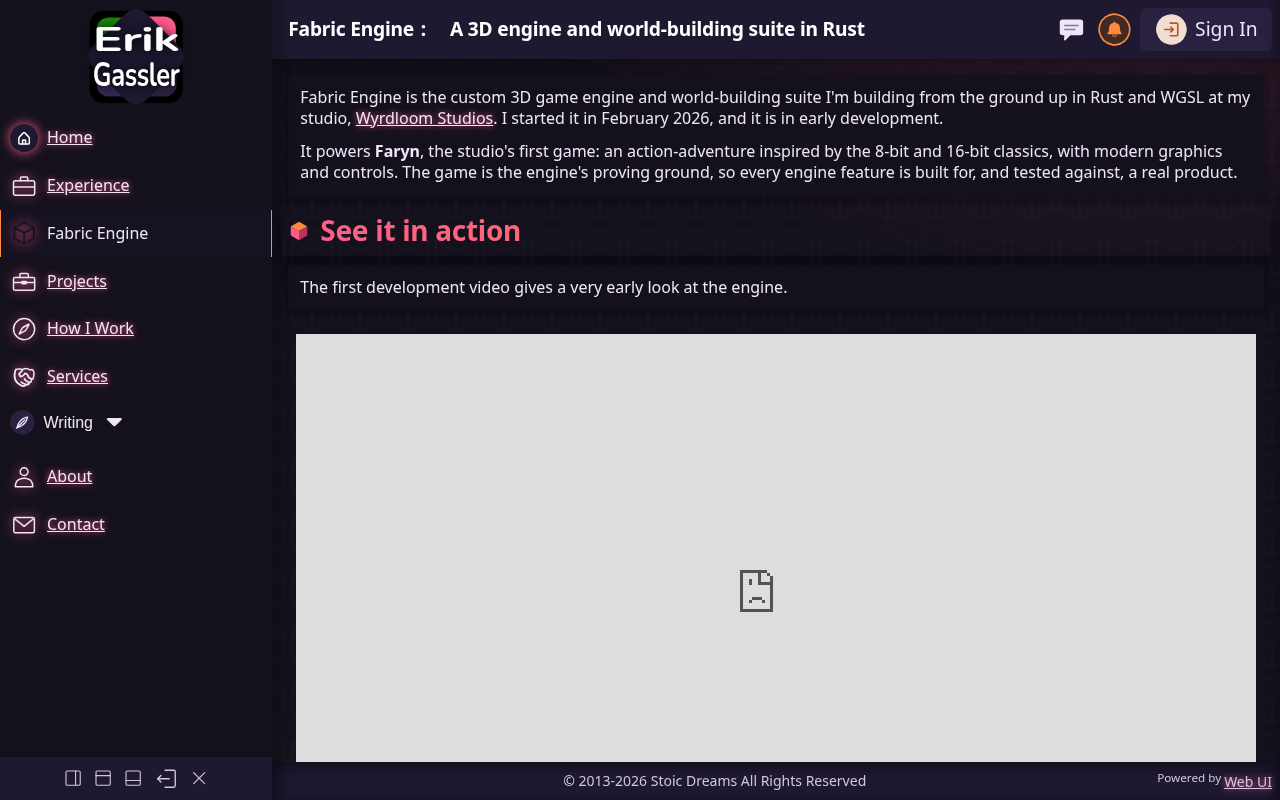 Erik
Gassler
Home
Experience
Fabric Engine
Projects
How I Work
Services
Writing
About
Contact
Fabric Engine : A 3D engine and world-building suite in Rust
Sign In
Fabric Engine is the custom 3D game engine and world-building suite I'm building from the ground up in Rust and WGSL at my
studio, Wyrdloom Studios. I started it in February 2026, and it is in early development.
It powers Faryn, the studio's first game: an action-adventure inspired by the 8-bit and 16-bit classics, with modern graphics
and controls. The game is the engine's proving ground, so every engine feature is built for, and tested against, a real product.
See it in action
The first development video gives a very early look at the engine.
© 2013-2026 Stoic Dreams All Rights Reserved
Powered by Web UI